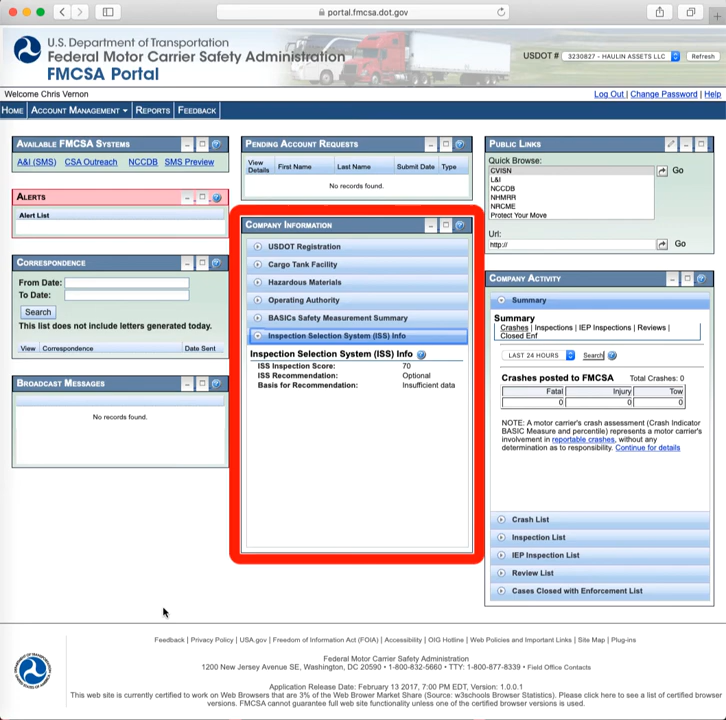 portal.fmcsa.dot.gov
U.S. Department of Transportation
Federal Motor Carrier Safety Administration
FMCSA Portal
USDOT # 3230827 - HAULIN ASSETS LLC Refresh
Welcome Chris Vernon
Log Out | Change Password | Help
HOME ACCOUNT MANAGEMENT REPORTS FEEDBACK
AVAILABLE FMCSA SYSTEMS
A&I (SMS) CSA Outreach NCCDB SMS Preview
ALERTS
Alert List
CORRESPONDENCE
From Date:
To Date:
Search
This list does not include letters generated today.
View Correspondence Date Sent
BROADCAST MESSAGES
No records found.
PENDING ACCOUNT REQUESTS
View Details First Name Last Name Submit Date Type
No records found.
COMPANY INFORMATION
USDOT Registration
Cargo Tank Facility
Hazardous Materials
Operating Authority
BASICs Safety Measurement Summary
Inspection Selection System (ISS) Info
Inspection Selection System (ISS) Info
ISS Inspection Score: 70
ISS Recommendation: Optional
Basis for Recommendation: Insufficient data
PUBLIC LINKS
Quick Browse:
CVISN Go
L&I
NCCDB
NHMRR
NRCME
Protect Your Move
Url:
http:// Go
COMPANY ACTIVITY
Summary
Summary
Crashes | Inspections | IEP Inspections | Reviews |
Closed Enf
LAST 24 HOURS Search
Crashes posted to FMCSA Total Crashes: 0
Fatal Injury Tow
0 0 0
NOTE: A motor carrier's crash assessment (Crash Indicator
BASIC Measure and percentile) represents a motor carrier's
involvement in reportable crashes, without any
determination as to responsibility. Continue for details
Crash List
Inspection List
IEP Inspection List
Review List
Cases Closed with Enforcement List
Feedback | Privacy Policy | USA.gov | Freedom of Information Act (FOIA) | Accessibility | OIG Hotline | Web Policies and Important Links | Site Map | Plug-ins
Federal Motor Carrier Safety Administration
1200 New Jersey Avenue SE, Washington, DC 20590 • 1-800-832-5660 • TTY: 1-800-877-8339 • Field Office Contacts
Application Release Date: February 13 2017, 7:00 PM EDT, Version: 1.0.0.1
This web site is currently certified to work on Web Browsers that are 3% of the Web Brower Market Share (Source: w3schools Browser Statistics). Please click here to see a list of certified browser
versions. FMCSA cannot guarantee full web site functionality unless one of the certified browser versions is used.